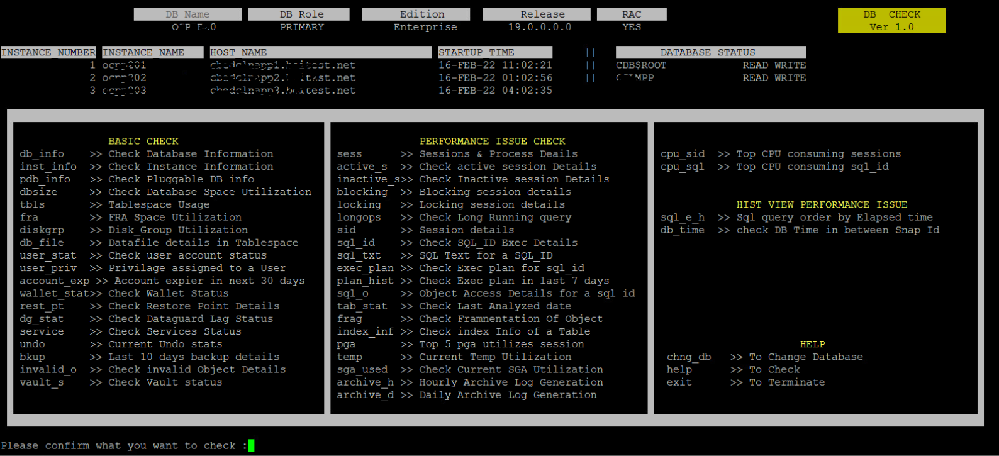 DB Name DB Role Edition Release RAC DB CHECK
PRIMARY Enterprise 19.0.0.0.0 YES Ver 1.0
INSTANCE_NUMBER INSTANCE_NAME HOST_NAME STARTUP_TIME || DATABASE STATUS
1 16-FEB-22 11:02:21 || CDB$ROOT READ WRITE
2 16-FEB-22 01:02:56 || READ WRITE
3 16-FEB-22 04:02:35
BASIC CHECK
db_info >> Check Database Information
inst_info >> Check Instance Information
pdb_info >> Check Pluggable DB info
dbsize >> Check Database Space Utilization
tbls >> Tablespace Usage
fra >> FRA Space Utilization
diskgrp >> Disk_Group Utilization
db_file >> Datafile details in Tablespace
user_stat >> Check user account status
user_priv >> Privilage assigned to a User
account_exp >> Account expier in next 30 days
wallet_stat>> Check Wallet Status
rest_pt >> Check Restore Point Details
dg_stat >> Check Dataguard Lag Status
service >> Check Services Status
undo >> Current Undo stats
bkup >> Last 10 days backup details
invalid_o >> Check invalid Object Details
vault_s >> Check Vault status
PERFORMANCE ISSUE CHECK
sess >> Sessions & Process Deails
active_s >> Check active session Details
inactive_s>> Check Inactive session Details
blocking >> Blocking session details
locking >> Locking session details
longops >> Check Long Running query
sid >> Session details
sql_id >> Check SQL_ID Exec Details
sql_txt >> SQL Text for a SQL_ID
exec_plan >> Check Exec plan for sql_id
plan_hist >> Check Exec plan in last 7 days
sql_o >> Object Access Details for a sql id
tab_stat >> Check Last Analyzed date
frag >> Check Framnentation Of Object
index_inf >> Check index Info of a Table
pga >> Top 5 pga utilizes session
temp >> Current Temp Utilization
sga_used >> Check Current SGA Utilization
archive_h >> Hourly Archive Log Generation
archive_d >> Daily Archive Log Generation
cpu_sid >> Top CPU consuming sessions
cpu_sql >> Top CPU consuming sql_id
HIST VIEW PERFORMANCE ISSUE
sql_e_h >> Sql query order by Elapsed time
db_time >> check DB Time in between Snap Id
HELP
chng_db >> To Change Database
help >> To Check
exit >> To Terminate
Please confirm what you want to check :